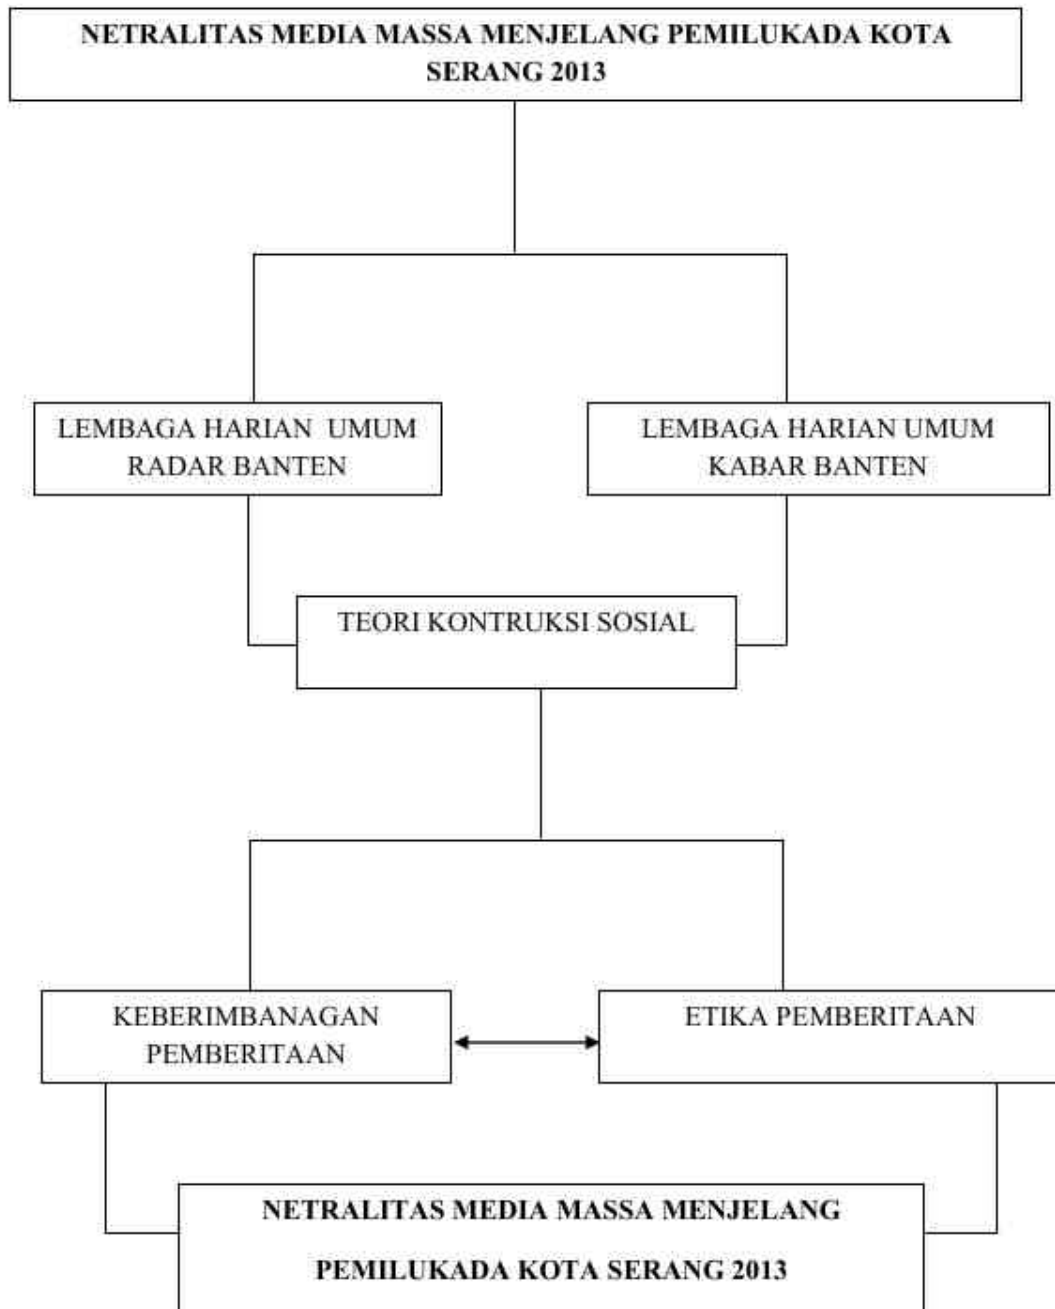 NETRALITAS MEDIA MASSA MENJELANG PEMILUKADA KOTA
SERANG 2013
LEMBAGA HARIAN UMUM
RADAR BANTEN
LEMBAGA HARIAN UMUM
KABAR BANTEN
TEORI KONTRUKSI SOSIAL
KEBERIMBANAGAN
PEMBERITAAN
ETIKA PEMBERITAAN
NETRALITAS MEDIA MASSA MENJELANG
PEMILUKADA KOTA SERANG 2013